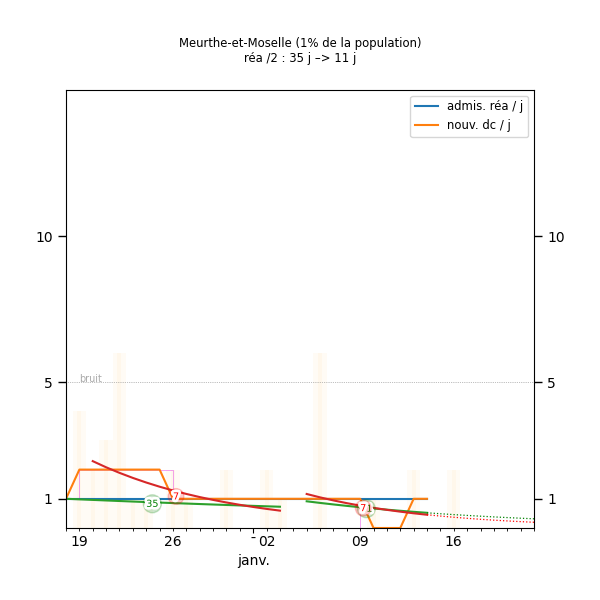 Meurthe-et-Moselle (1% de la population)
réa /2 : 35 j –> 11 j
admis. réa / j
nouv. dc / j
10 10
bruit
5 5
7
35
1 1
19 26 - 02 09 16
janv.